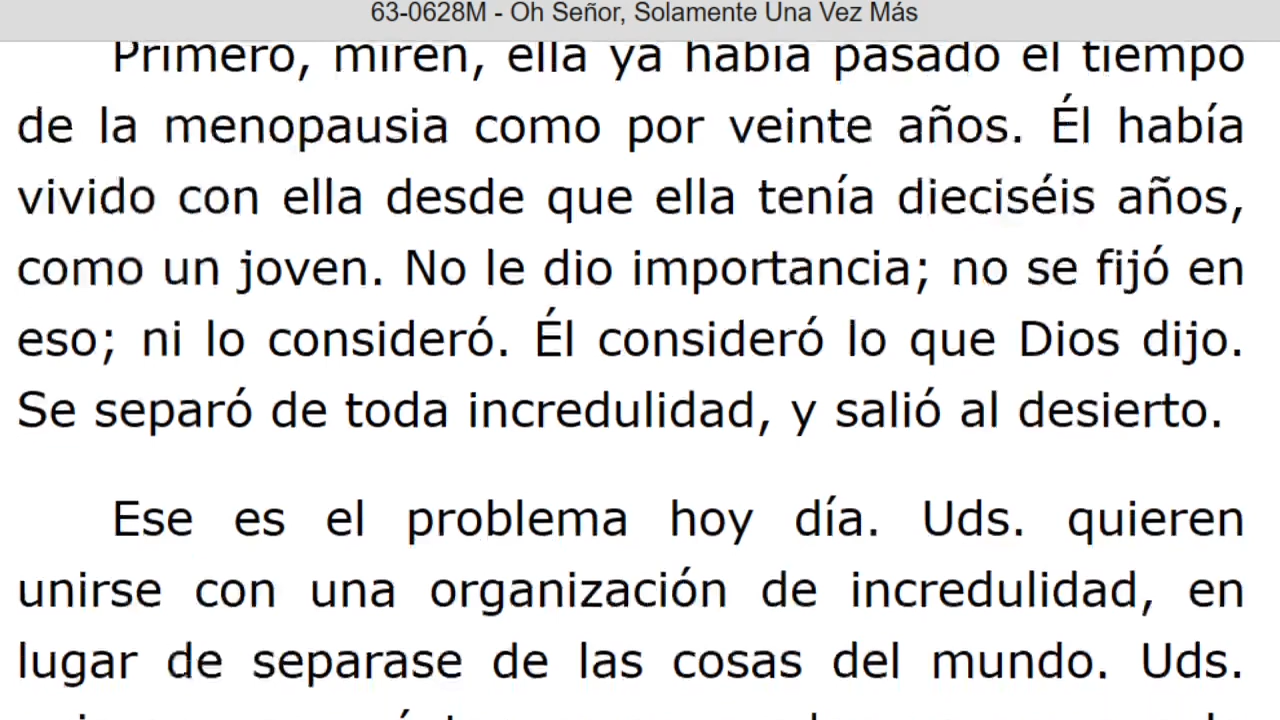 63-0628M - Oh Señor, Solamente Una Vez Más
Primero, miren, ella ya había pasado el tiempo
de la menopausia como por veinte años. Él había
vivido con ella desde que ella tenía dieciséis años,
como un joven. No le dio importancia; no se fijó en
eso; ni lo consideró. Él consideró lo que Dios dijo.
Se separó de toda incredulidad, y salió al desierto.
Ese es el problema hoy día. Uds. quieren
unirse con una organización de incredulidad, en
lugar de separase de las cosas del mundo. Uds.